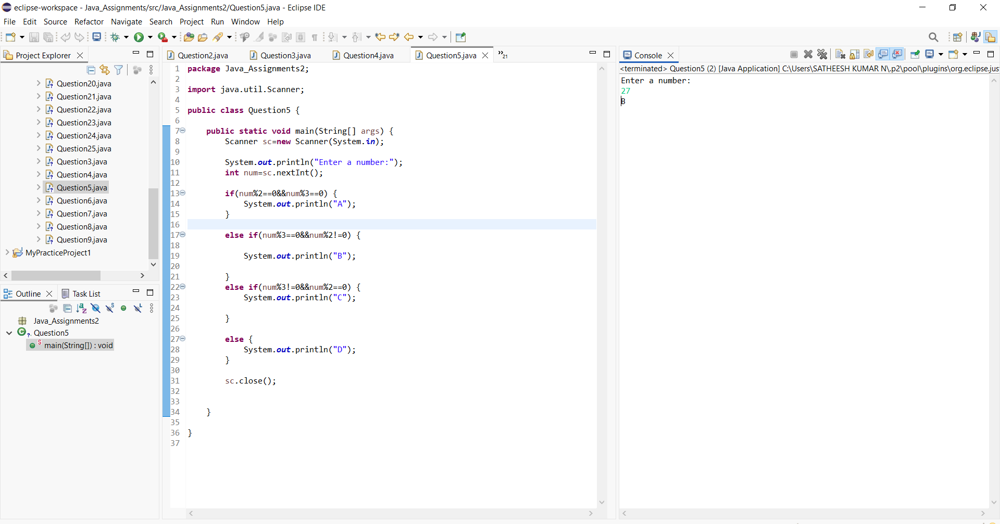 eclipse-workspace - Java_Assignments/src/Java_Assignments2/Question5.java - Eclipse IDE
File Edit Source Refactor Navigate Search Project Run Window Help
Project Explorer
Question20.java
Question21.java
Question22.java
Question23.java
Question24.java
Question25.java
Question3.java
Question4.java
Question5.java
Question6.java
Question7.java
Question8.java
Question9.java
MyPracticeProject1
Outline Task List
Java_Assignments2
Question5
main(String[]) : void
Question2.java Question3.java Question4.java Question5.java »21
1 package Java_Assignments2;
2
3 import java.util.Scanner;
4
5 public class Question5 {
6
7 public static void main(String[] args) {
8 Scanner sc=new Scanner(System.in);
9
10 System.out.println("Enter a number:");
11 int num=sc.nextInt();
12
13 if(num%2==0&&num%3==0) {
14 System.out.println("A");
15 }
16
17 else if(num%3==0&&num%2!=0) {
18
19 System.out.println("B");
20
21 }
22 else if(num%3!=0&&num%2==0) {
23 System.out.println("C");
24
25 }
26
27 else {
28 System.out.println("D");
29 }
30
31 sc.close();
32
33
34 }
35
36 }
37
Console
<terminated> Question5 (2) [Java Application] C:\Users\SATHEESH KUMAR N\.p2\pool\plugins\org.eclipse.jus
Enter a number:
27
B